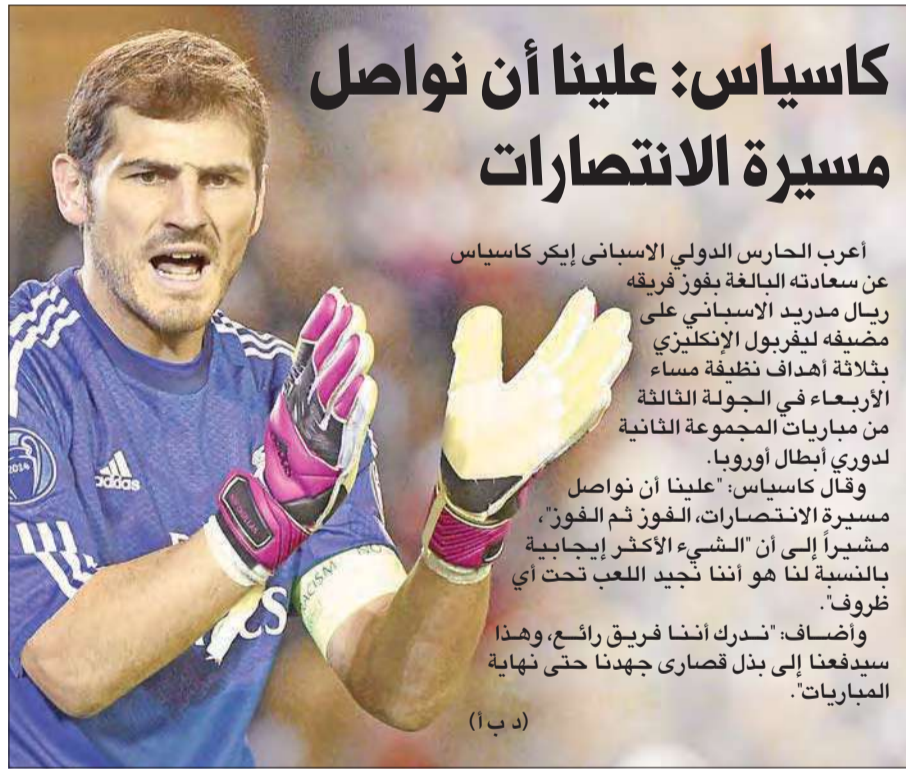 كاسياس: علينا أن نواصل
مسيرة الانتصارات
أعرب الحارس الدولي الاسبانى إيكر كاسياس
عن سعادته البالغة بفوز فريقه
ريال مدريد الاسباني على
مضيفه ليفربول الإنكليزي
بثلاثة أهداف نظيفة مساء
الأربعاء في الجولة الثالثة
من مباريات المجموعة الثانية
لدوري أبطال أوروبا.
وقال كاسياس: "علينا أن نواصل
مسيرة الانتصارات، الفوز ثم الفوز"،
مشيراً إلى أن "الشيء الأكثر إيجابية
بالنسبة لنا هو أننا نجيد اللعب تحت أي
ظروف".
وأضاف: "ندرك أننا فريق رائع، وهذا
سيدفعنا إلى بذل قصارى جهدنا حتى نهاية
المباريات".
(د ب أ)
adidas
2014
NO
RACISM